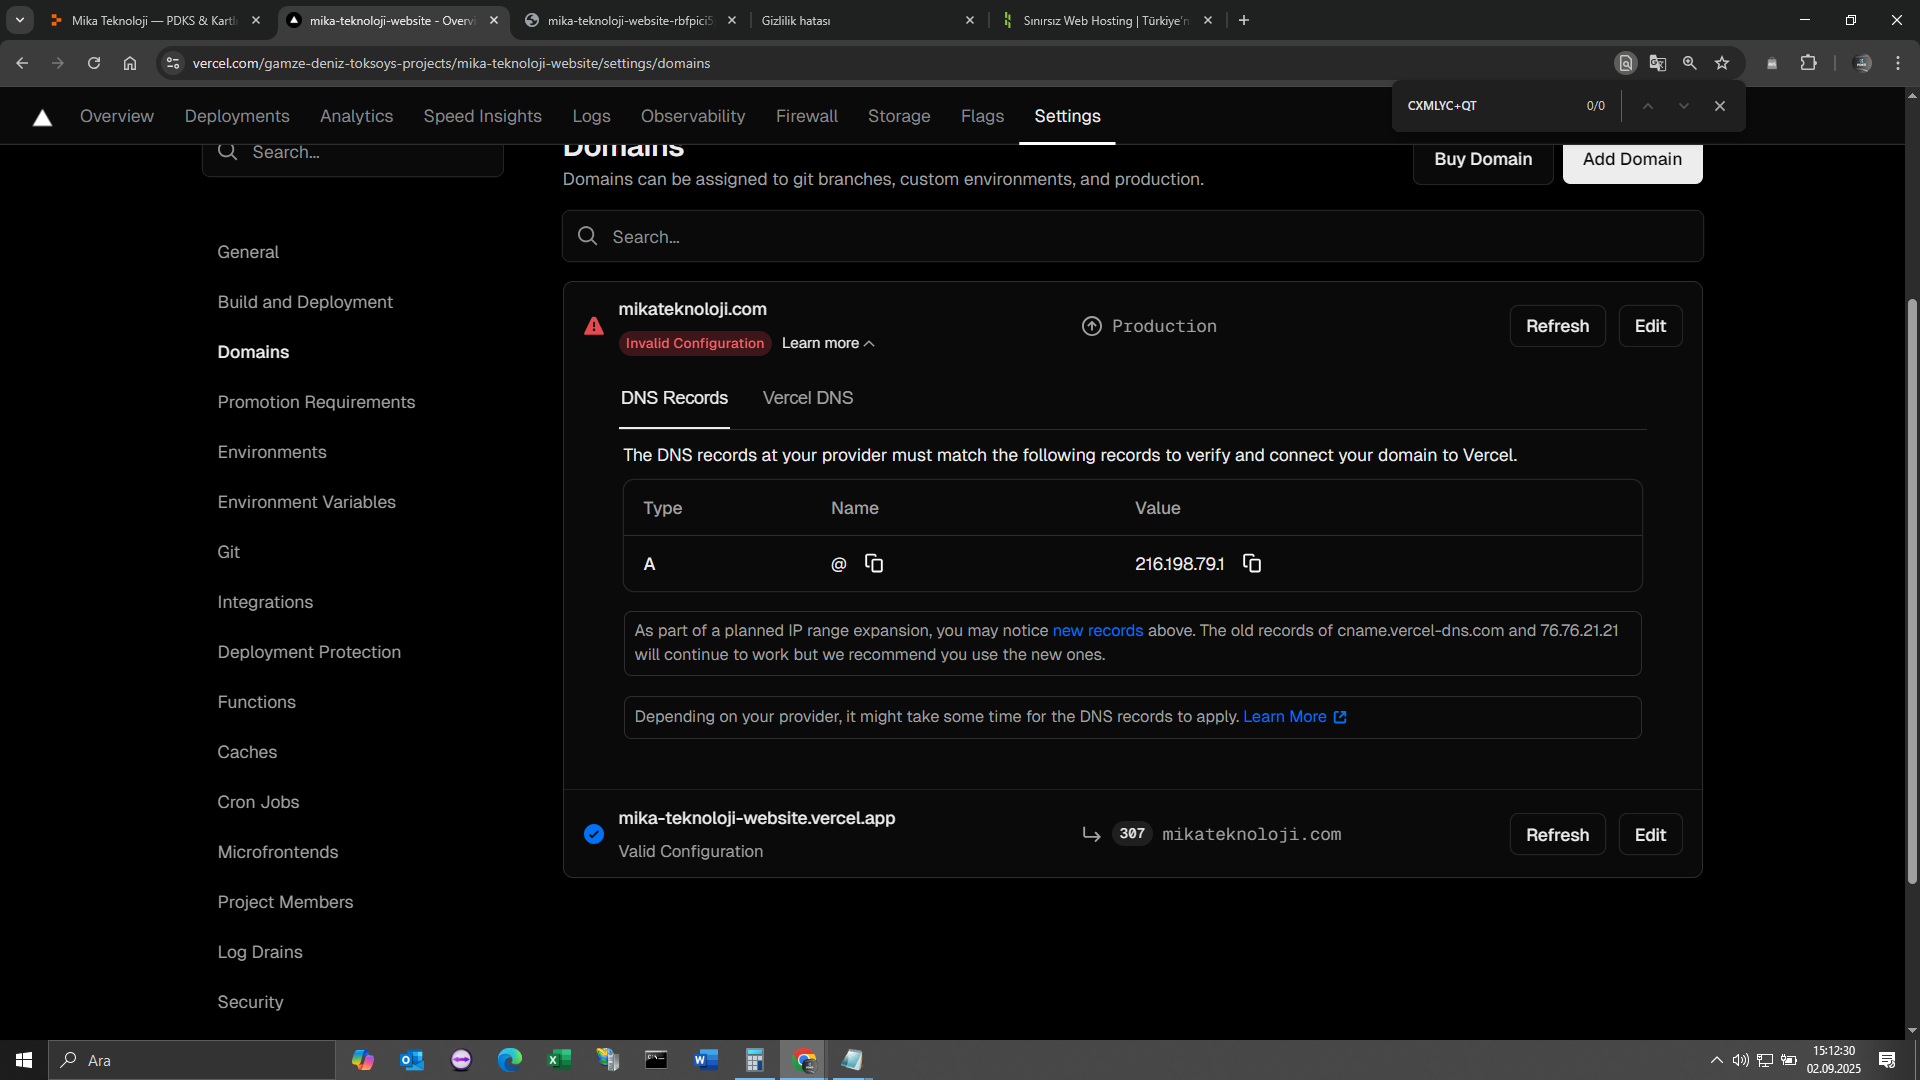 Mika Teknoloji — PDKS & Kartlı
mika-teknoloji-website - Overvi
mika-teknoloji-website-rbfpici5
Gizlilik hatası
Sınırsız Web Hosting | Türkiye'n
vercel.com/gamze-deniz-toksoys-projects/mika-teknoloji-website/settings/domains
CXMLYC+QT
0/0
Overview
Deployments
Analytics
Speed Insights
Logs
Observability
Firewall
Storage
Flags
Settings
Search...
Domains
Domains can be assigned to git branches, custom environments, and production.
Buy Domain
Add Domain
Search...
General
Build and Deployment
Domains
Promotion Requirements
Environments
Environment Variables
Git
Integrations
Deployment Protection
Functions
Caches
Cron Jobs
Microfrontends
Project Members
Log Drains
Security
mikateknoloji.com
Invalid Configuration
Learn more
Production
Refresh
Edit
DNS Records
Vercel DNS
The DNS records at your provider must match the following records to verify and connect your domain to Vercel.
Type
Name
Value
A
@
216.198.79.1
As part of a planned IP range expansion, you may notice new records above. The old records of cname.vercel-dns.com and 76.76.21.21
will continue to work but we recommend you use the new ones.
Depending on your provider, it might take some time for the DNS records to apply. Learn More
mika-teknoloji-website.vercel.app
Valid Configuration
307
mikateknoloji.com
Refresh
Edit
Ara
15:12:30
02.09.2025